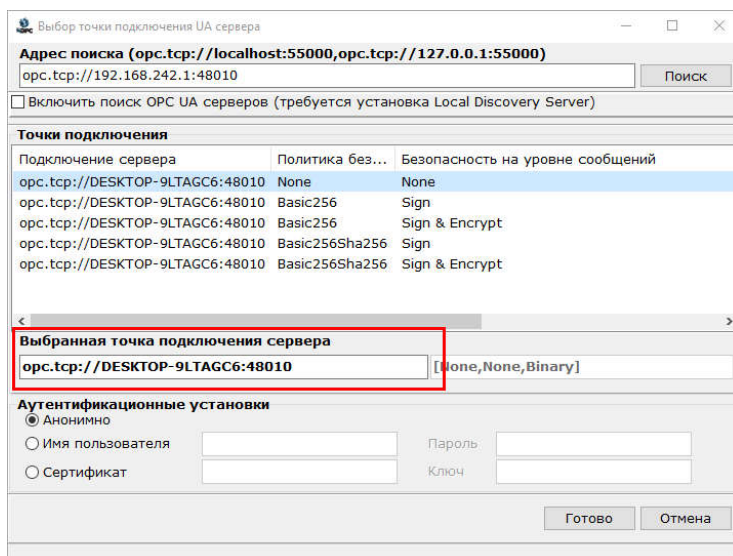 Выбор точки подключения UA сервера
Адрес поиска (opc.tcp://localhost:55000,opc.tcp://127.0.0.1:55000)
opc.tcp://192.168.242.1:48010 Поиск
Включить поиск OPC UA серверов (требуется установка Local Discovery Server)
Точки подключения
Подключение сервера Политика без... Безопасность на уровне сообщений
opc.tcp://DESKTOP-9LTAGC6:48010 None None
opc.tcp://DESKTOP-9LTAGC6:48010 Basic256 Sign
opc.tcp://DESKTOP-9LTAGC6:48010 Basic256 Sign & Encrypt
opc.tcp://DESKTOP-9LTAGC6:48010 Basic256Sha256 Sign
opc.tcp://DESKTOP-9LTAGC6:48010 Basic256Sha256 Sign & Encrypt
Выбранная точка подключения сервера
opc.tcp://DESKTOP-9LTAGC6:48010 [None,None,Binary]
Аутентификационные установки
Анонимно
Имя пользователя Пароль
Сертификат Ключ
Готово Отмена